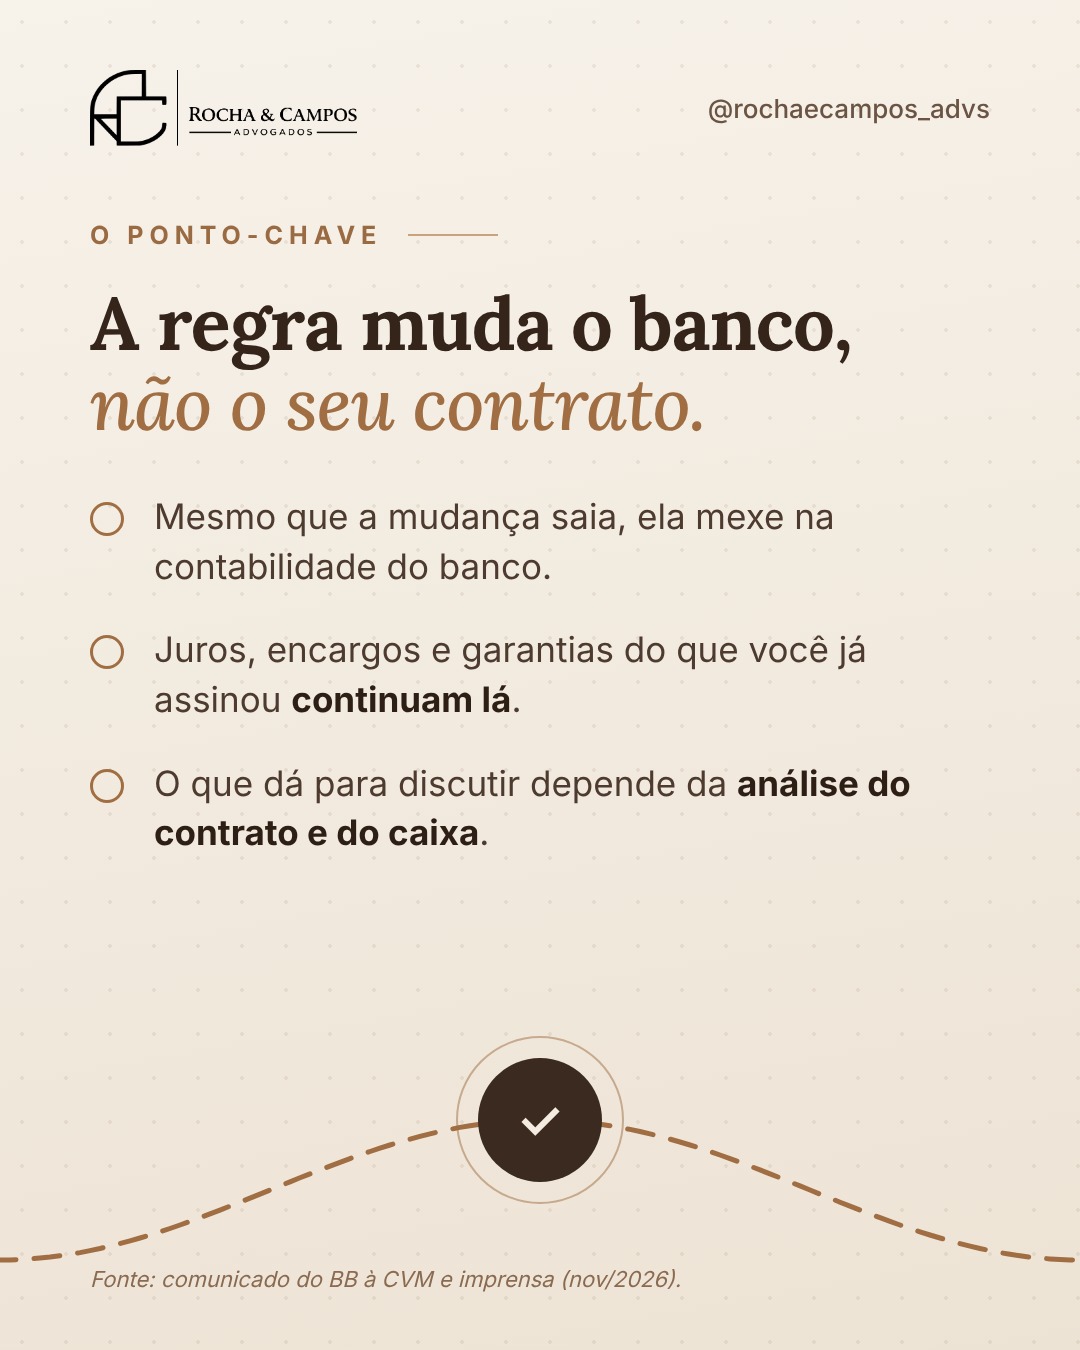 ROCHA & CAMPOS
ADVOGADOS
@rochaecampos_advs
O PONTO-CHAVE
A regra muda o banco,
não o seu contrato.
Mesmo que a mudança saia, ela mexe na
contabilidade do banco.
Juros, encargos e garantias do que você já
assinou continuam lá.
O que dá para discutir depende da análise do
contrato e do caixa.
Fonte: comunicado do BB à CVM e imprensa (nov/2026).